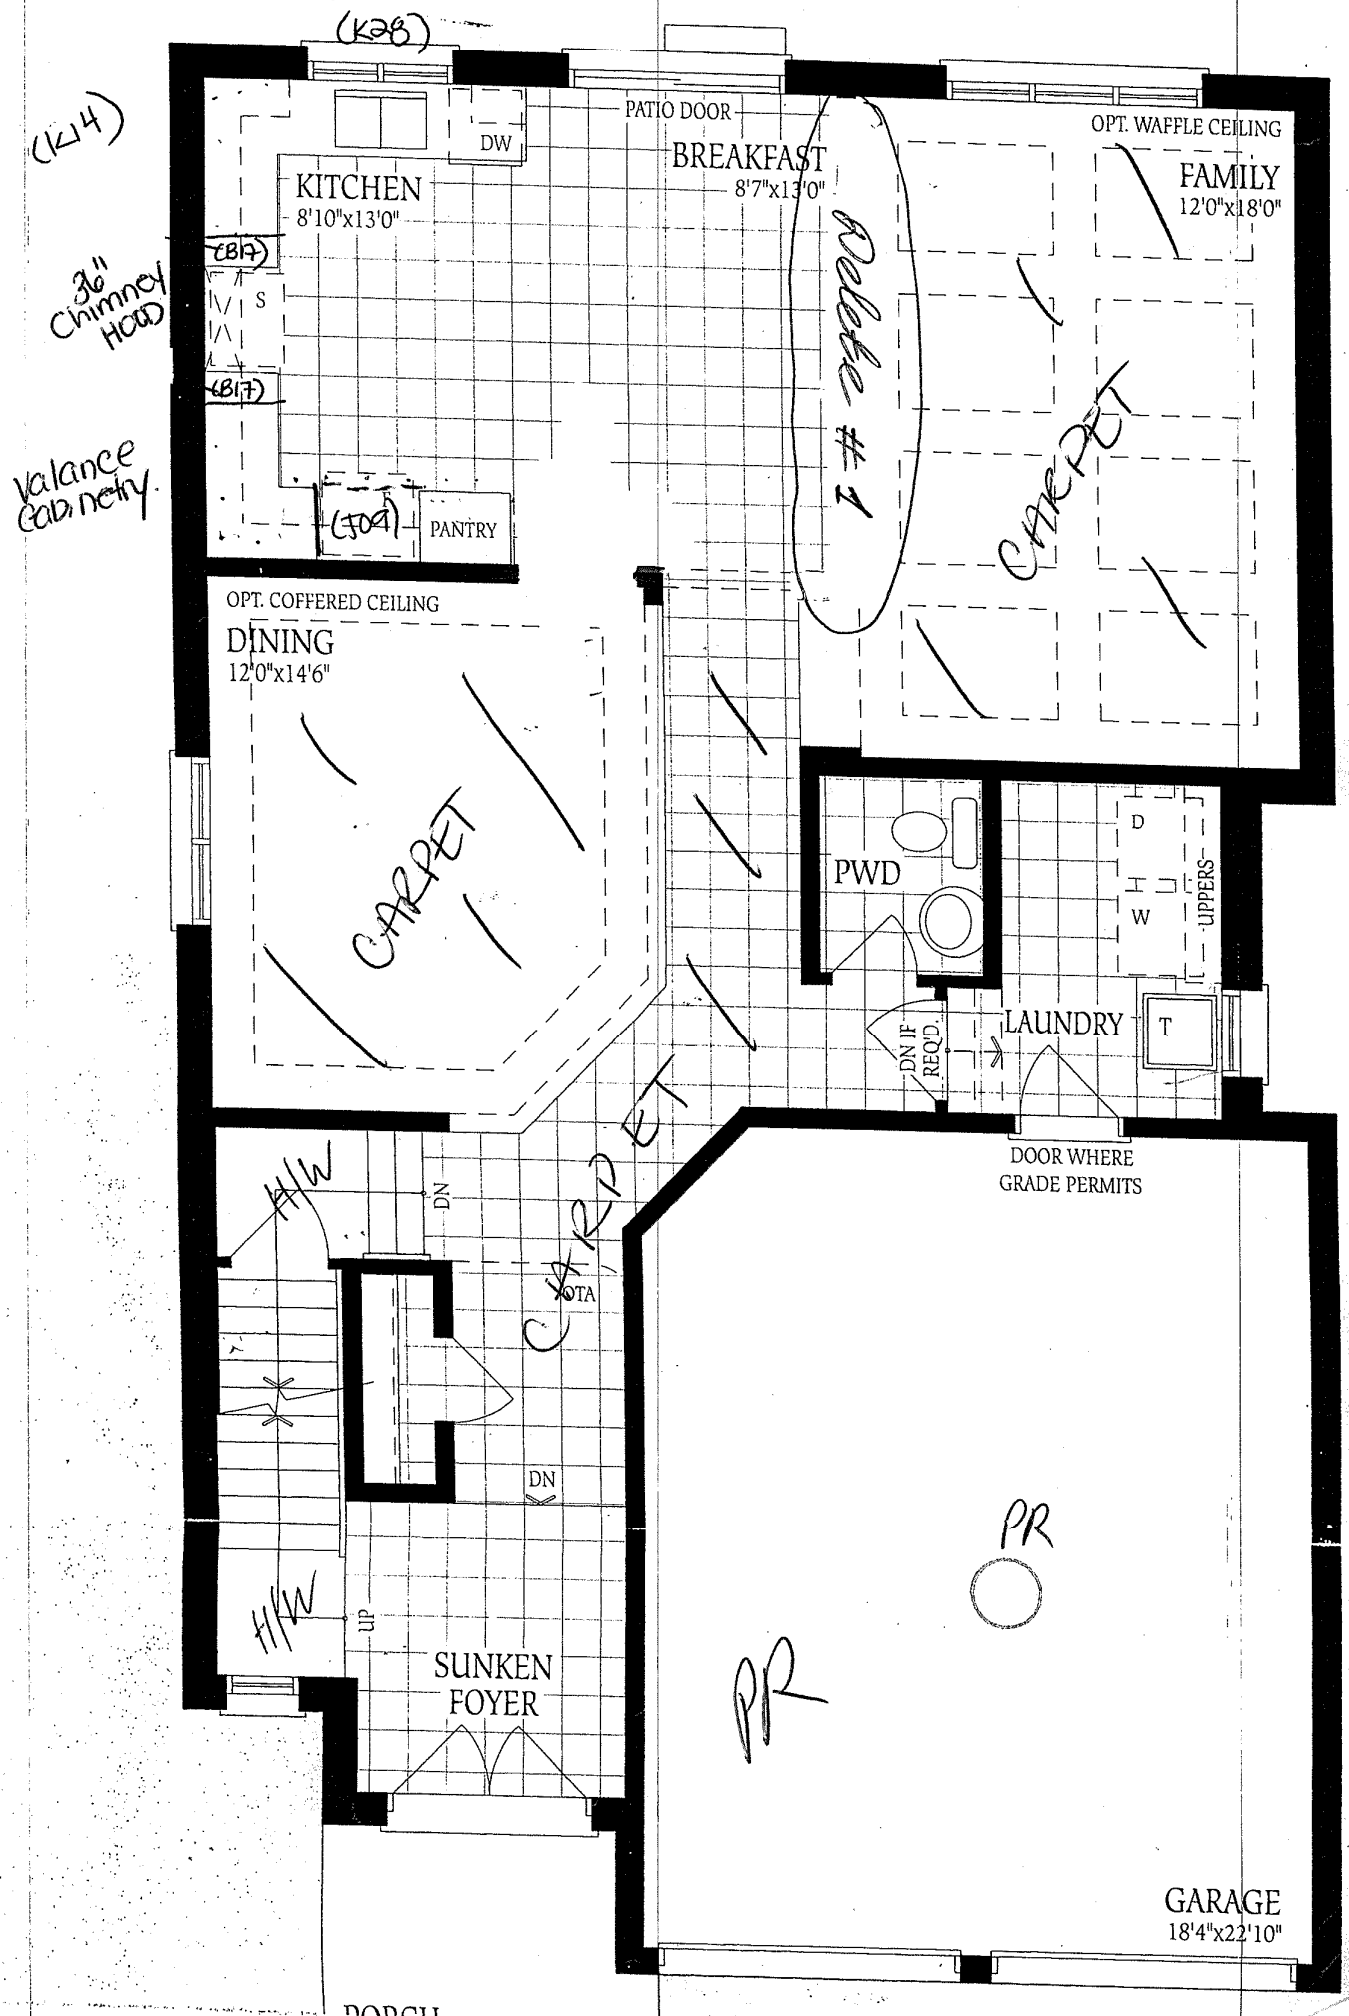 (K28)
(K14)
PATIO DOOR
OPT. WAFFLE CEILING
DW
BREAKFAST
8'7"x13'0"
FAMILY
12'0"x18'0"
KITCHEN
8'10"x13'0"
(B17)
S
36"
Chimney
HOOD
(B17)
Delete # 1
CARPET
Valance
Cabinetry.
(J09)
PANTRY
OPT. COFFERED CEILING
DINING
12'0"x14'6"
CARPET
PWD
D
W
UPPERS
DN IF
REQ'D.
LAUNDRY
T
CARPET
H/W
DN
DOOR WHERE
GRADE PERMITS
OTA
DN
PR
H/W
UP
SUNKEN
FOYER
PR
GARAGE
18'4"x22'10"
PORCH